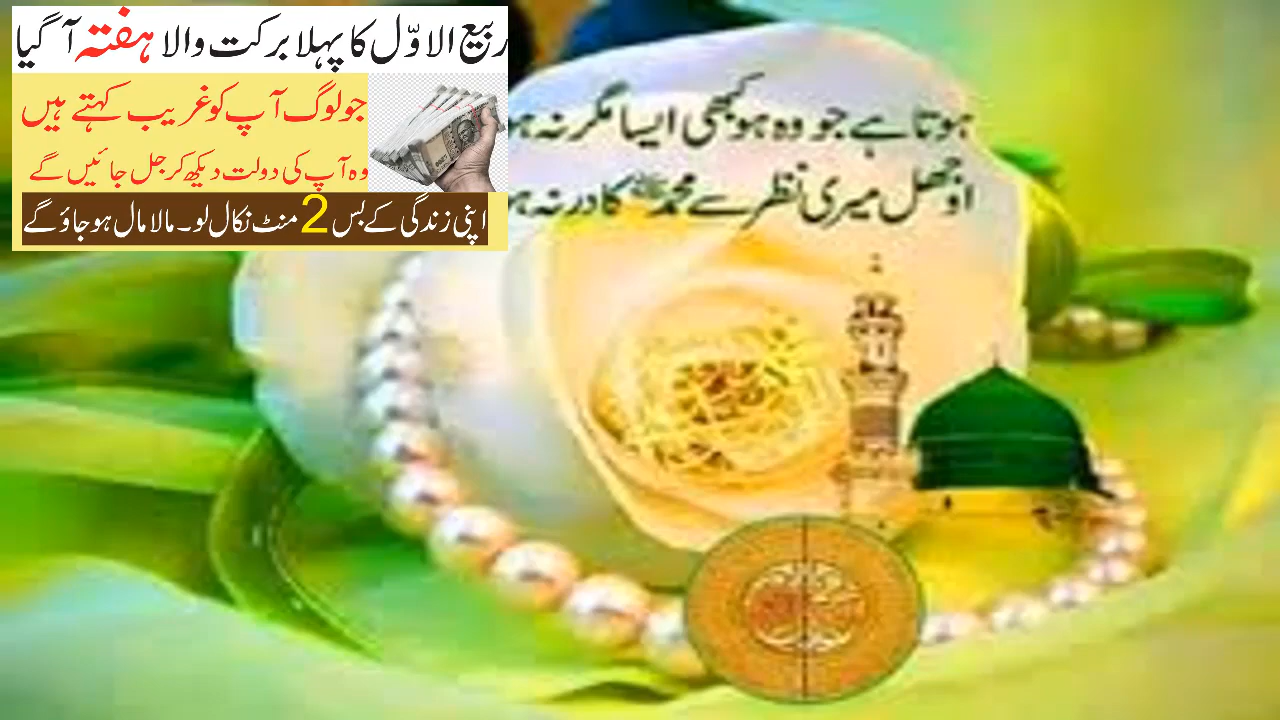 ربیع الاوّل کا پہلا برکت والا ہفتہ آ گیا
جو لوگ آپ کو غریب کہتے ہیں
وہ آپ کی دولت دیکھ کر جل جائیں گے
اپنی زندگی کے بس 2 منٹ نکال لو۔ مالا مال ہو جاؤ گے
ہوتا ہے جو وہ ہو کبھی ایسا مگر نہ ہو
اوجھل میری نظر سے محمدﷺ کا در نہ ہو